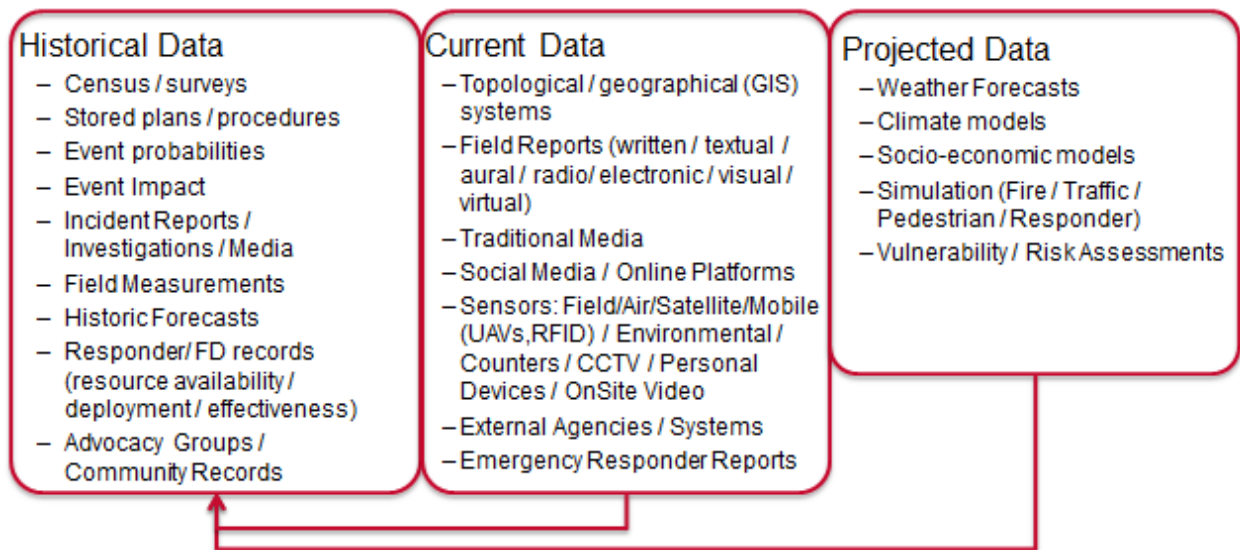 Historical Data
– Census / surveys
– Stored plans / procedures
– Event probabilities
– Event Impact
– Incident Reports /
Investigations / Media
– Field Measurements
– Historic Forecasts
– Responder/ FD records
(resource availability /
deployment / effectiveness)
– Advocacy Groups /
Community Records
Current Data
– Topological / geographical (GIS)
systems
– Field Reports (written / textual /
aural / radio/ electronic / visual /
virtual)
– Traditional Media
– Social Media / Online Platforms
– Sensors: Field/Air/Satellite/Mobile
(UAVs,RFID) / Environmental /
Counters / CCTV / Personal
Devices / OnSite Video
– External Agencies / Systems
– Emergency Responder Reports
Projected Data
– Weather Forecasts
– Climate models
– Socio-economic models
– Simulation (Fire / Traffic /
Pedestrian / Responder)
– Vulnerability / Risk Assessments